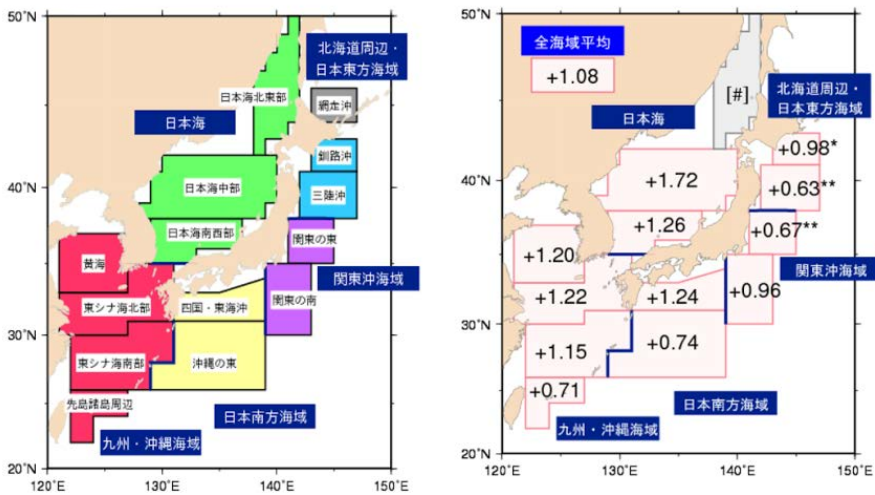 50°N
40°N
30°N
20°N
120°E
130°E
140°E
150°E
北海道周辺・
日本東方海域
日本海北東部
網走沖
日本海
釧路沖
日本海中部
三陸沖
日本海南西部
関東の東
黄海
関東沖海域
東シナ海北部
四国・東海沖
関東の南
東シナ海南部
沖縄の東
先島諸島周辺
日本南方海域
九州・沖縄海域
50°N
40°N
30°N
20°N
120°E
130°E
140°E
150°E
全海域平均
+1.08
[#]
北海道周辺・
日本東方海域
日本海
+0.98*
+1.72
+0.63**
+1.26
+0.67**
+1.20
関東沖海域
+1.22
+1.24
+0.96
+1.15
+0.74
+0.71
日本南方海域
九州・沖縄海域